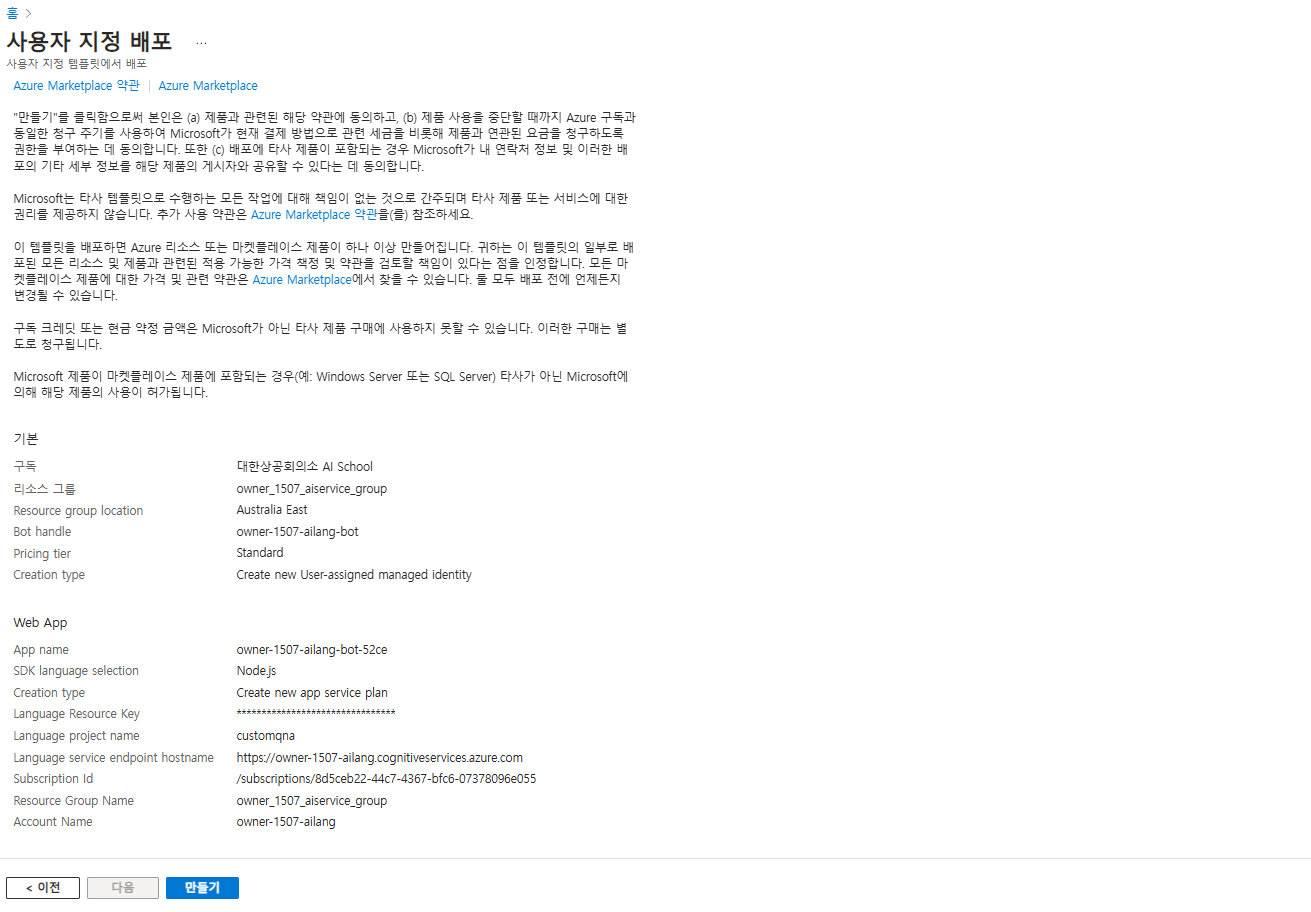 홈 >
사용자 지정 배포 ...
사용자 지정 템플릿에서 배포
Azure Marketplace 약관 | Azure Marketplace
"만들기"를 클릭함으로써 본인은 (a) 제품과 관련된 해당 약관에 동의하고, (b) 제품 사용을 중단할 때까지 Azure 구독과
동일한 청구 주기를 사용하여 Microsoft가 현재 결제 방법으로 관련 세금을 비롯해 제품과 연관된 요금을 청구하도록
권한을 부여하는 데 동의합니다. 또한 (c) 배포에 타사 제품이 포함되는 경우 Microsoft가 내 연락처 정보 및 이러한 배
포의 기타 세부 정보를 해당 제품의 게시자와 공유할 수 있다는 데 동의합니다.
Microsoft는 타사 템플릿으로 수행하는 모든 작업에 대해 책임이 없는 것으로 간주되며 타사 제품 또는 서비스에 대한
권리를 제공하지 않습니다. 추가 사용 약관은 Azure Marketplace 약관을(를) 참조하세요.
이 템플릿을 배포하면 Azure 리소스 또는 마켓플레이스 제품이 하나 이상 만들어집니다. 귀하는 이 템플릿의 일부로 배
포된 모든 리소스 및 제품과 관련된 적용 가능한 가격 책정 및 약관을 검토할 책임이 있다는 점을 인정합니다. 모든 마
켓플레이스 제품에 대한 가격 및 관련 약관은 Azure Marketplace에서 찾을 수 있습니다. 둘 모두 배포 전에 언제든지
변경될 수 있습니다.
구독 크레딧 또는 현금 약정 금액은 Microsoft가 아닌 타사 제품 구매에 사용하지 못할 수 있습니다. 이러한 구매는 별
도로 청구됩니다.
Microsoft 제품이 마켓플레이스 제품에 포함되는 경우(예: Windows Server 또는 SQL Server) 타사가 아닌 Microsoft에
의해 해당 제품의 사용이 허가됩니다.
기본
구독 대한상공회의소 AI School
리소스 그룹 owner_1507_aiservice_group
Resource group location Australia East
Bot handle owner-1507-ailang-bot
Pricing tier Standard
Creation type Create new User-assigned managed identity
Web App
App name owner-1507-ailang-bot-52ce
SDK language selection Node.js
Creation type Create new app service plan
Language Resource Key ********************************
Language project name customqna
Language service endpoint hostname https://owner-1507-ailang.cognitiveservices.azure.com
Subscription Id /subscriptions/8d5ceb22-44c7-4367-bfc6-07378096e055
Resource Group Name owner_1507_aiservice_group
Account Name owner-1507-ailang
< 이전 다음 만들기